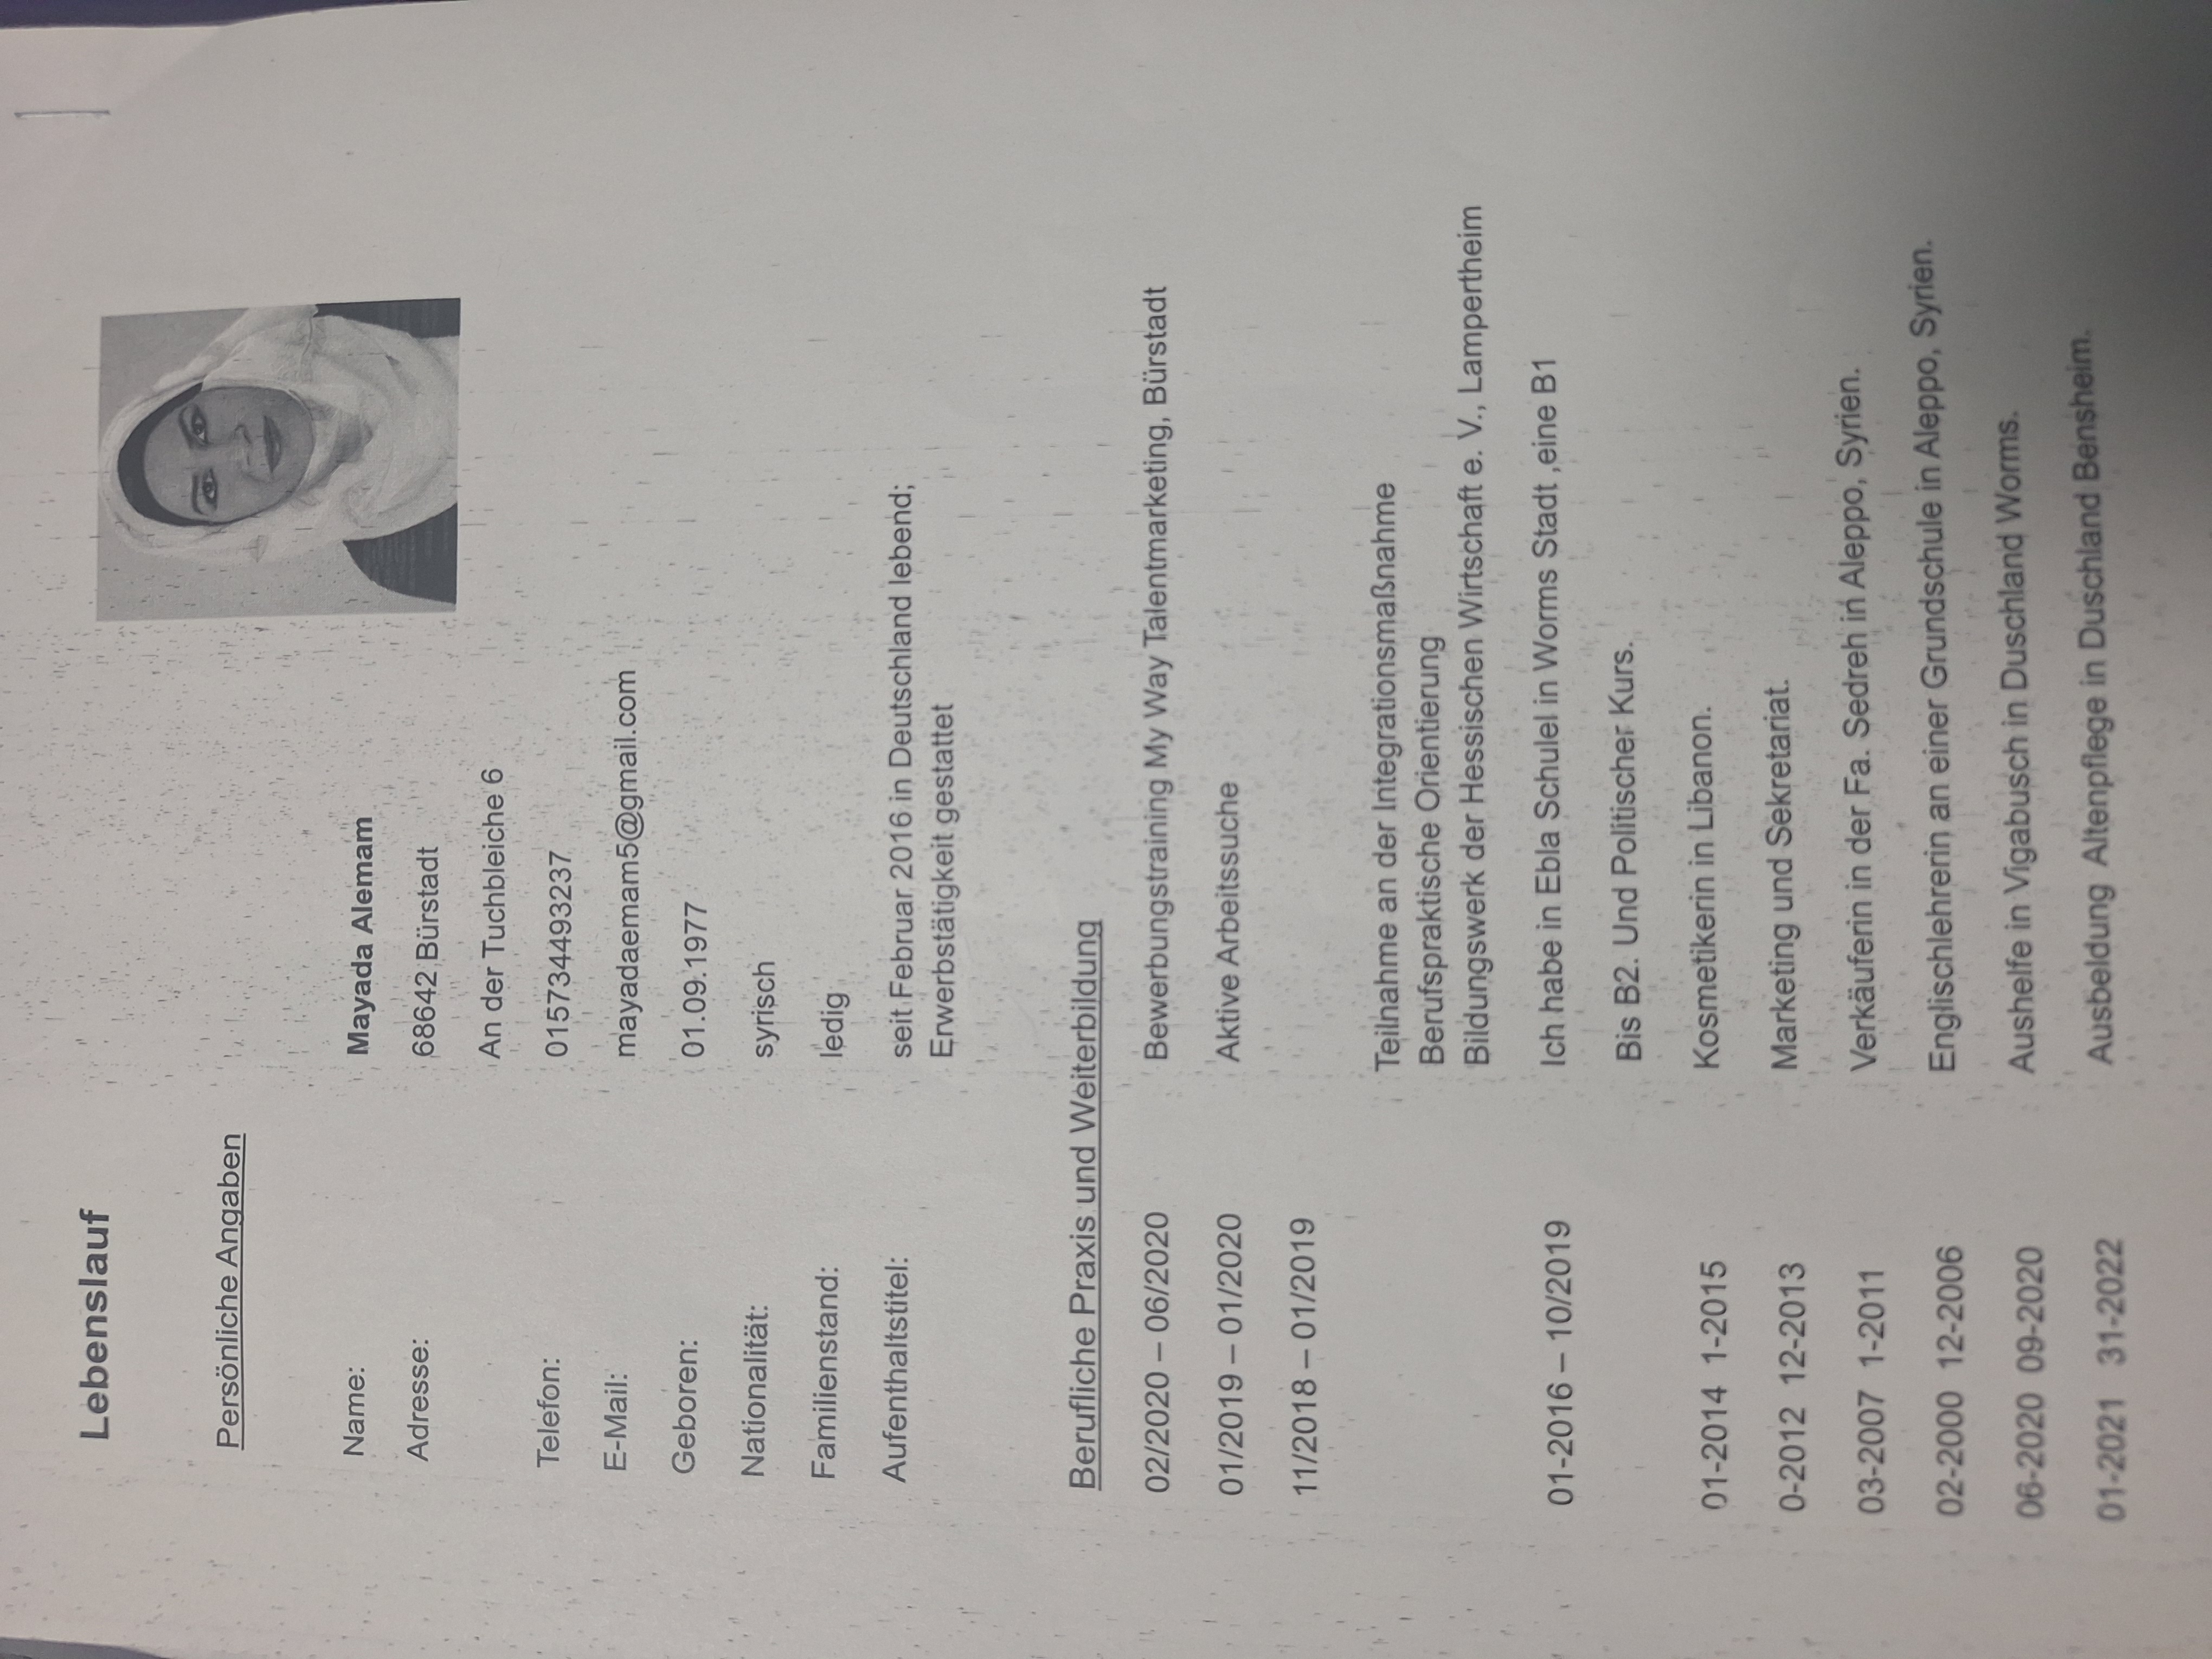 Lebenslauf
Persönliche Angaben
Name: Mayada Alemam
Adresse: 68642 Bürstadt
An der Tuchbleiche 6
Telefon: 015734493237
E-Mail: mayadaemam5@gmail.com
Geboren: 01.09.1977
Nationalität: syrisch
Familienstand: ledig
Aufenthaltstitel: seit Februar 2016 in Deutschland lebend;
Erwerbstätigkeit gestattet
Berufliche Praxis und Weiterbildung
02/2020 – 06/2020 Bewerbungstraining My Way Talentmarketing, Bürstadt
01/2019 – 01/2020 Aktive Arbeitssuche
11/2018 – 01/2019
Teilnahme an der Integrationsmaßnahme
Berufspraktische Orientierung
Bildungswerk der Hessischen Wirtschaft e. V., Lampertheim
01-2016 – 10/2019 Ich habe in Ebla Schulel in Worms Stadt ,eine B1
Bis B2. Und Politischer Kurs.
01-2014 1-2015 Kosmetikerin in Libanon.
0-2012 12-2013 Marketing und Sekretariat.
03-2007 1-2011 Verkäuferin in der Fa. Sedreh in Aleppo, Syrien.
02-2000 12-2006 Englischlehrerin an einer Grundschule in Aleppo, Syrien.
06-2020 09-2020 Aushelfe in Vigabusch in Duschland Worms.
01-2021 31-2022 Ausbeldung Altenpflege in Duschland Bensheim.